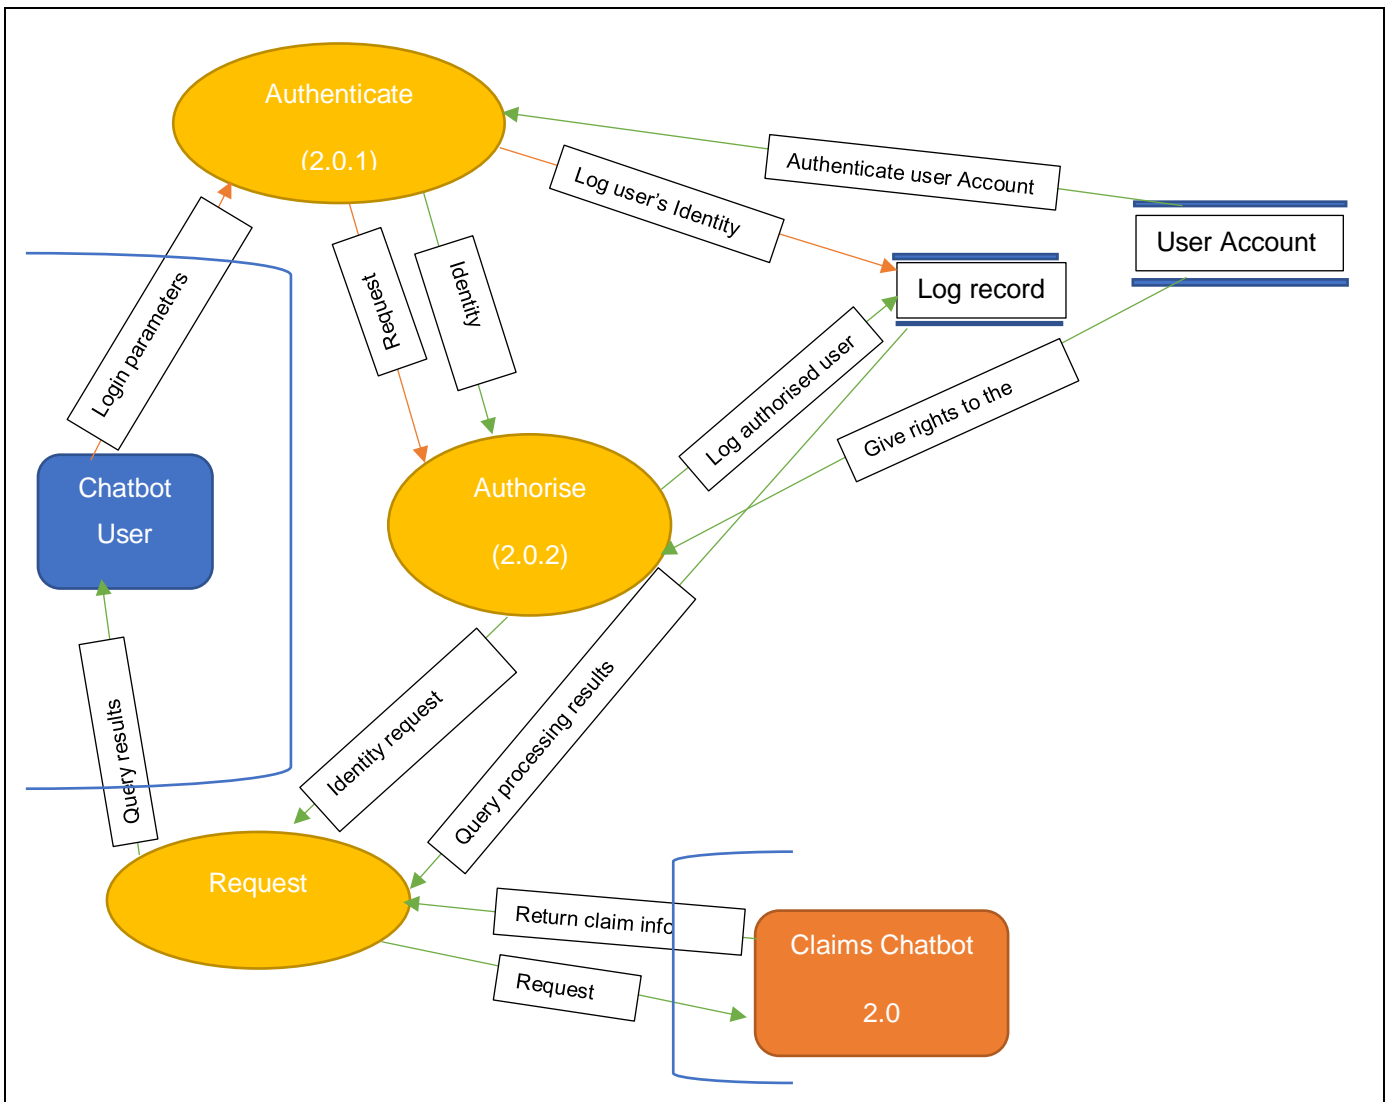 Authenticate
(2.0.1)
Authenticate user Account
Log user's Identity
User Account
Login parameters
Request
Identity
Log record
Log authorised user
Give rights to the
Chatbot
User
Authorise
(2.0.2)
Query results
Identity request
Query processing results
Request
Return claim info
Request
Claims Chatbot
2.0